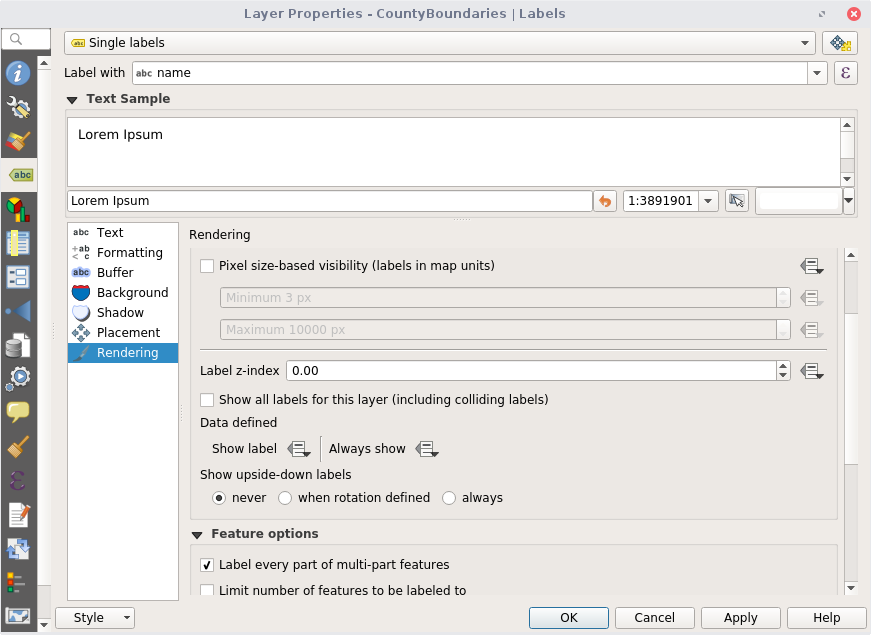 Layer Properties - CountyBoundaries | Labels
abc Single labels
Label with abc name ε
Text Sample
Lorem Ipsum
Lorem Ipsum 1:3891901
abc Text
+ab < c Formatting
abc Buffer
Background
Shadow
Placement
Rendering
Rendering
Pixel size-based visibility (labels in map units)
Minimum 3 px
Maximum 10000 px
Label z-index 0.00
Show all labels for this layer (including colliding labels)
Data defined
Show label Always show
Show upside-down labels
never when rotation defined always
Feature options
Label every part of multi-part features
Limit number of features to be labeled to
abc
Style OK Cancel Apply Help